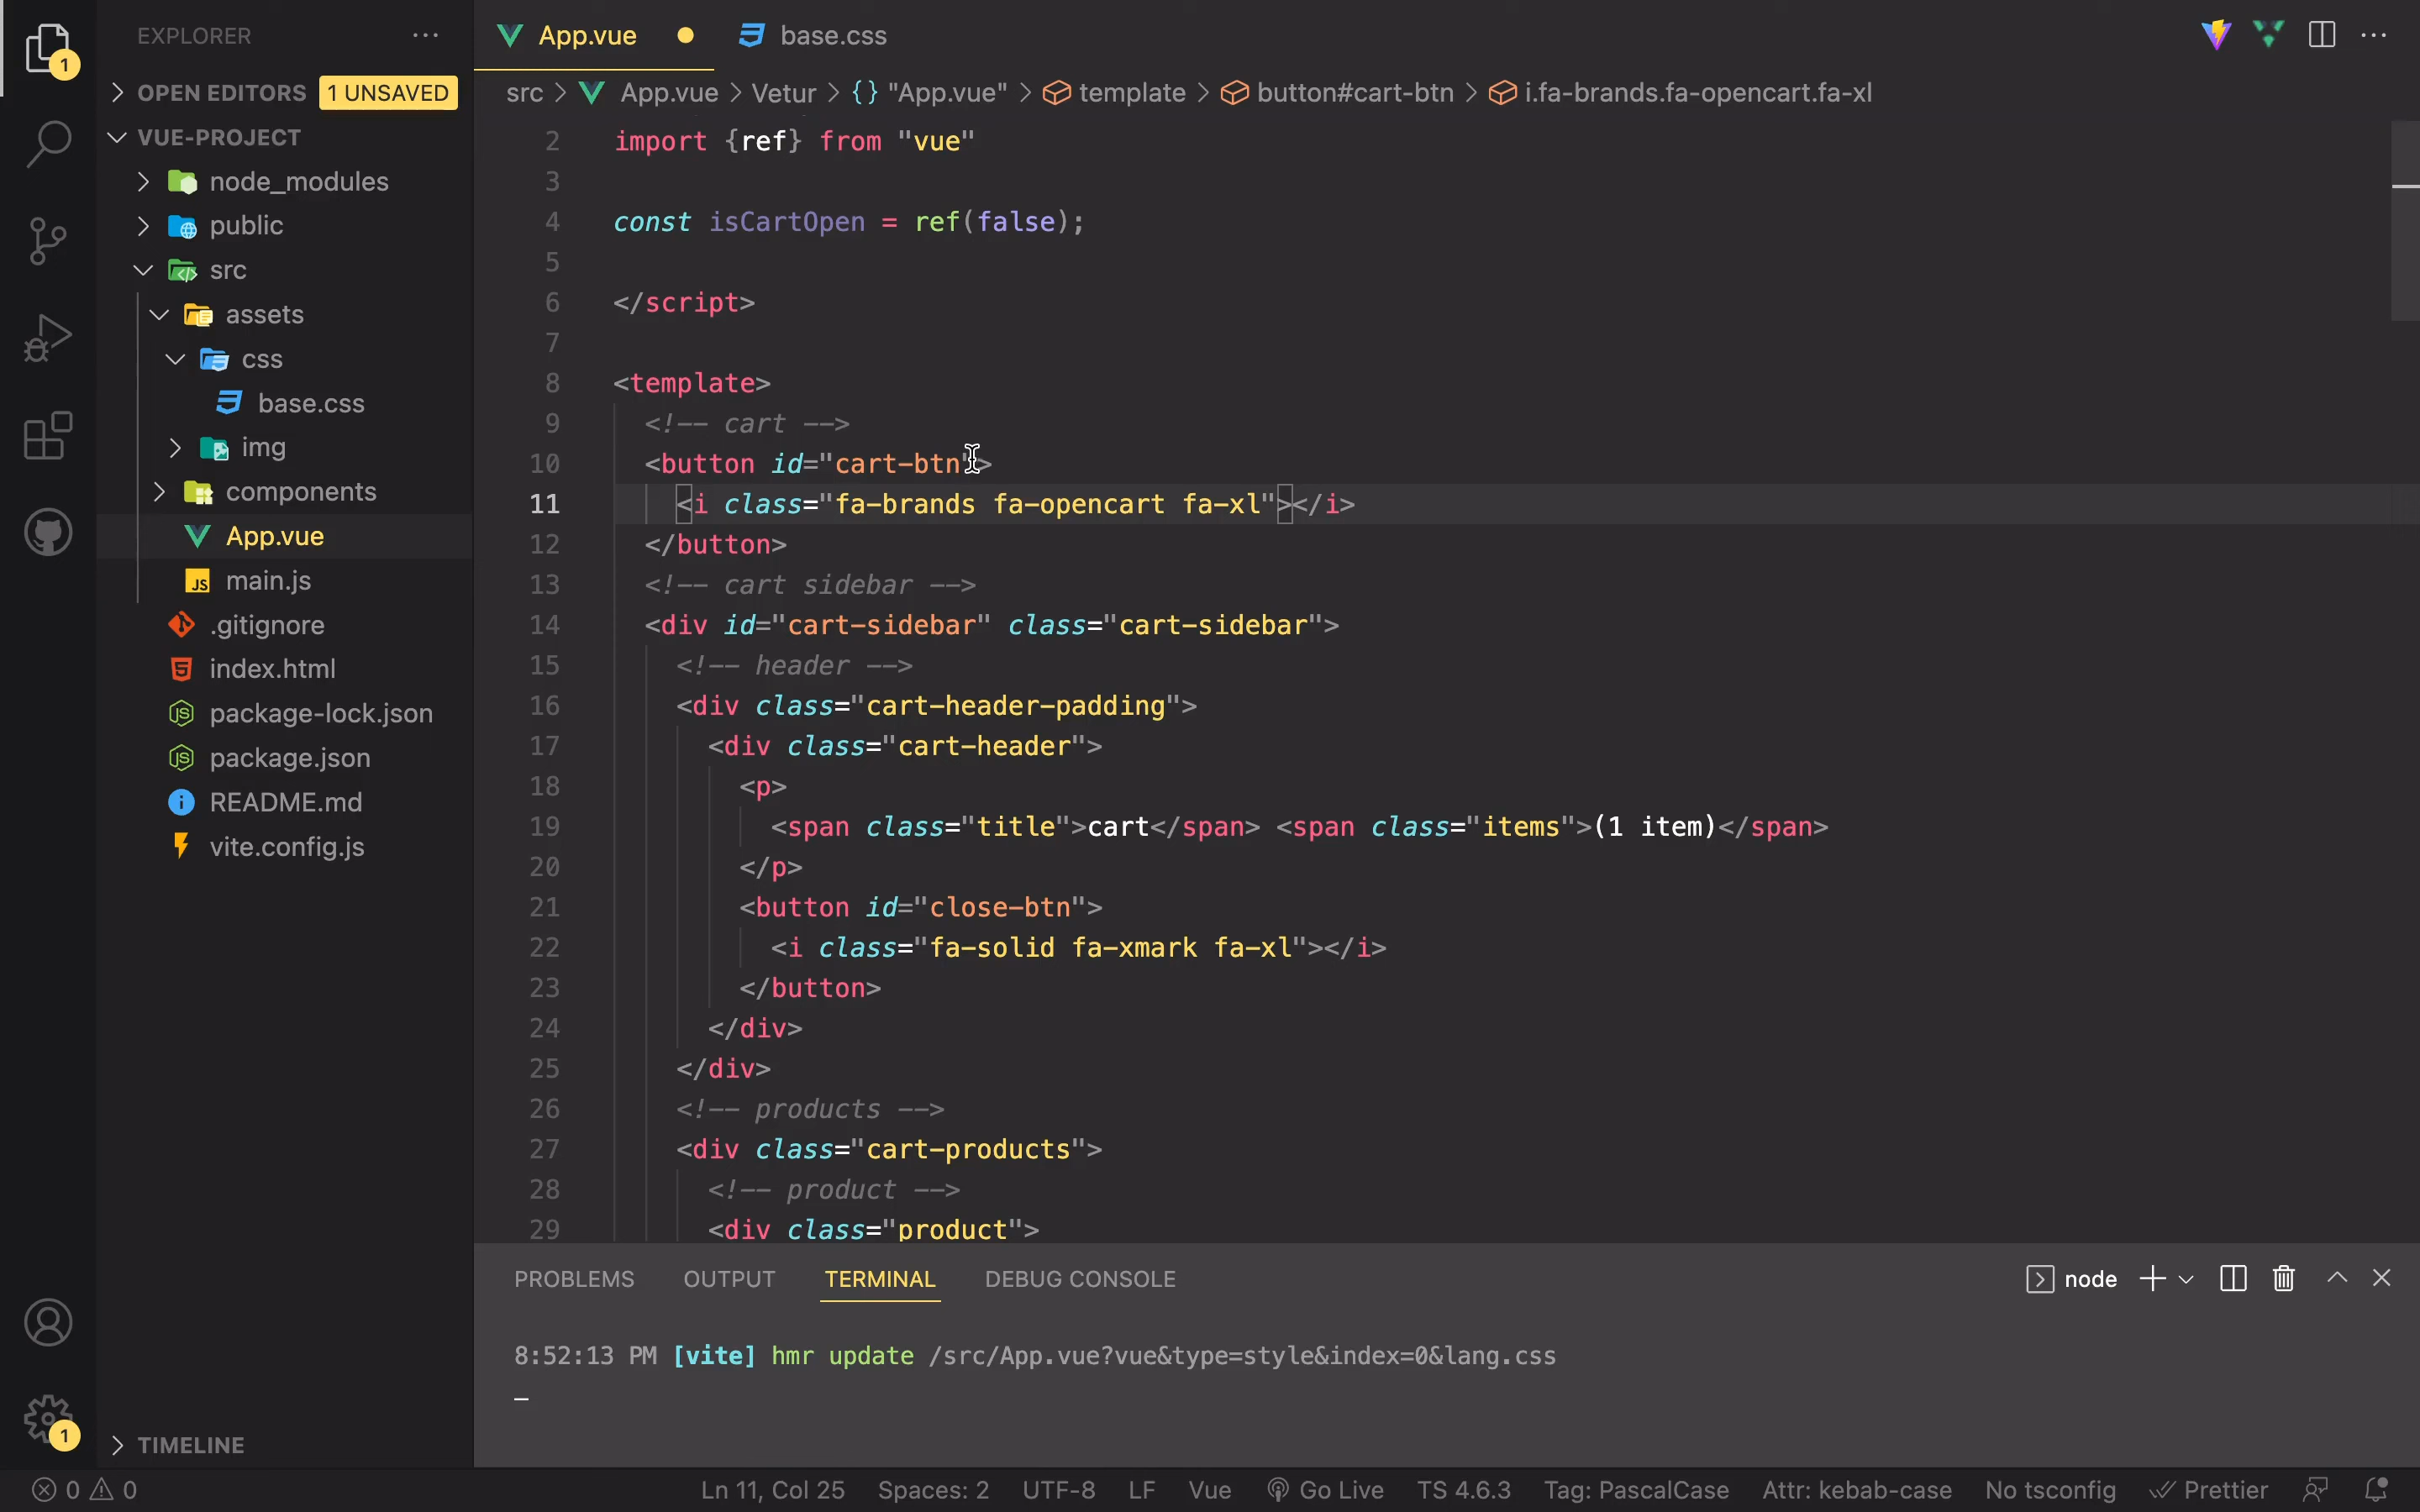 EXPLORER
1
OPEN EDITORS 1 UNSAVED
VUE-PROJECT
node_modules
public
src
assets
css
base.css
img
components
App.vue
main.js
.gitignore
index.html
package-lock.json
package.json
README.md
vite.config.js
TIMELINE
1
App.vue base.css
src > App.vue > Vetur > {} "App.vue" > template > button#cart-btn > i.fa-brands.fa-opencart.fa-xl
2 import {ref} from "vue"
3
4 const isCartOpen = ref(false);
5
6 </script>
7
8 <template>
9 <!-- cart -->
10 <button id="cart-btn">
11 <i class="fa-brands fa-opencart fa-xl"></i>
12 </button>
13 <!-- cart sidebar -->
14 <div id="cart-sidebar" class="cart-sidebar">
15 <!-- header -->
16 <div class="cart-header-padding">
17 <div class="cart-header">
18 <p>
19 <span class="title">cart</span> <span class="items">(1 item)</span>
20 </p>
21 <button id="close-btn">
22 <i class="fa-solid fa-xmark fa-xl"></i>
23 </button>
24 </div>
25 </div>
26 <!-- products -->
27 <div class="cart-products">
28 <!-- product -->
29 <div class="product">
PROBLEMS OUTPUT TERMINAL DEBUG CONSOLE node
8:52:13 PM [vite] hmr update /src/App.vue?vue&type=style&index=0&lang.css
0 0 Ln 11, Col 25 Spaces: 2 UTF-8 LF Vue Go Live TS 4.6.3 Tag: PascalCase Attr: kebab-case No tsconfig Prettier